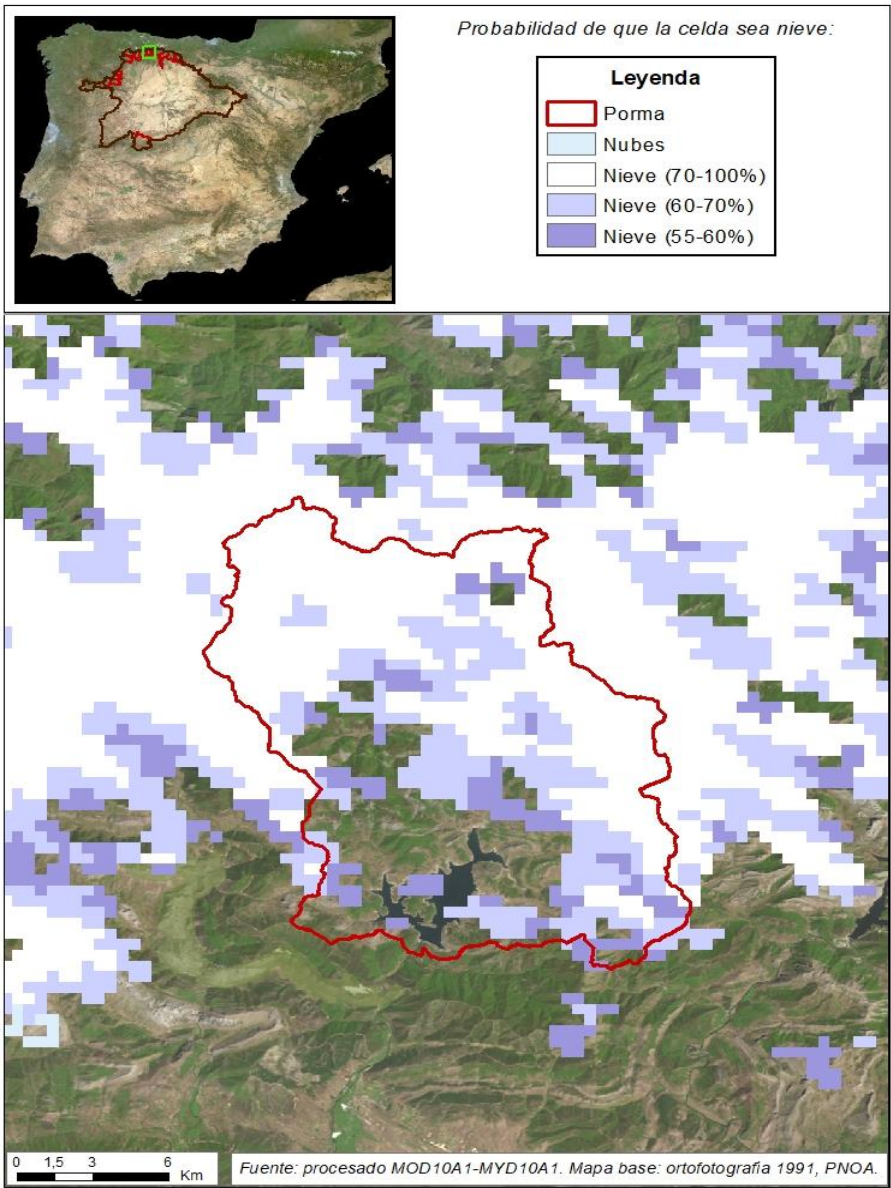 Probabilidad de que la celda sea nieve:
Leyenda
Porma
Nubes
Nieve (70-100%)
Nieve (60-70%)
Nieve (55-60%)
0 1,5 3 6
Km
Fuente: procesado MOD10A1-MYD10A1. Mapa base: ortofotografía 1991, PNOA.